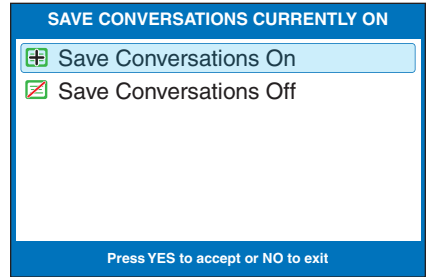 SAVE CONVERSATIONS CURRENTLY ON
Save Conversations On
Save Conversations Off
Press YES to accept or NO to exit